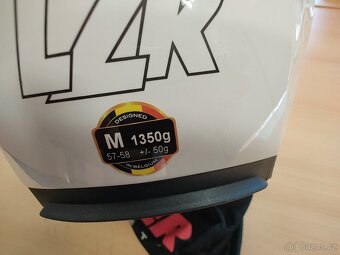 LZR
DESIGNED
M 1350g
57-58 +/- 50g
IN BELGIUM